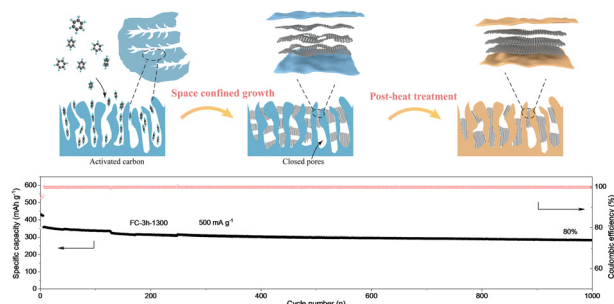 Space confined growth
Post-heat treatment
Activated carbon
Closed pores
Specific capacity (mAh g⁻¹)
600
500
400
300
200
100
0
FC-3h-1300
500 mA g⁻¹
80%
100
80
60
Coulombic efficiency (%)
0
200
400
600
800
1000
Cycle number (n)